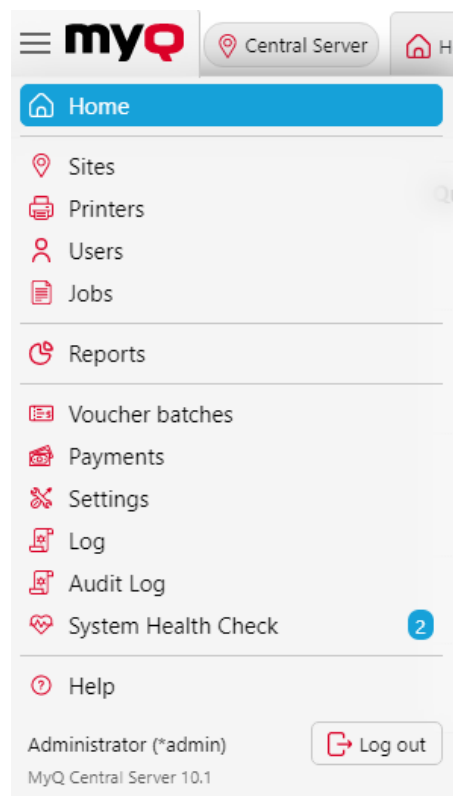 myQ
Central Server
H
Home
Sites
Qu
Printers
Users
Jobs
Reports
Voucher batches
Payments
Settings
Log
Audit Log
System Health Check 2
Help
Administrator (*admin) Log out
MyQ Central Server 10.1